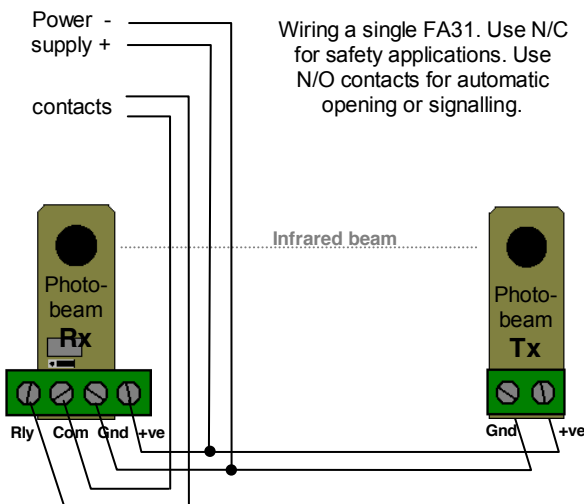 Power -
supply +
contacts
Wiring a single FA31. Use N/C
for safety applications. Use
N/O contacts for automatic
opening or signalling.
Infrared beam
Photo-
beam
Rx
Rly Com Gnd +ve
Photo-
beam
Tx
Gnd +ve